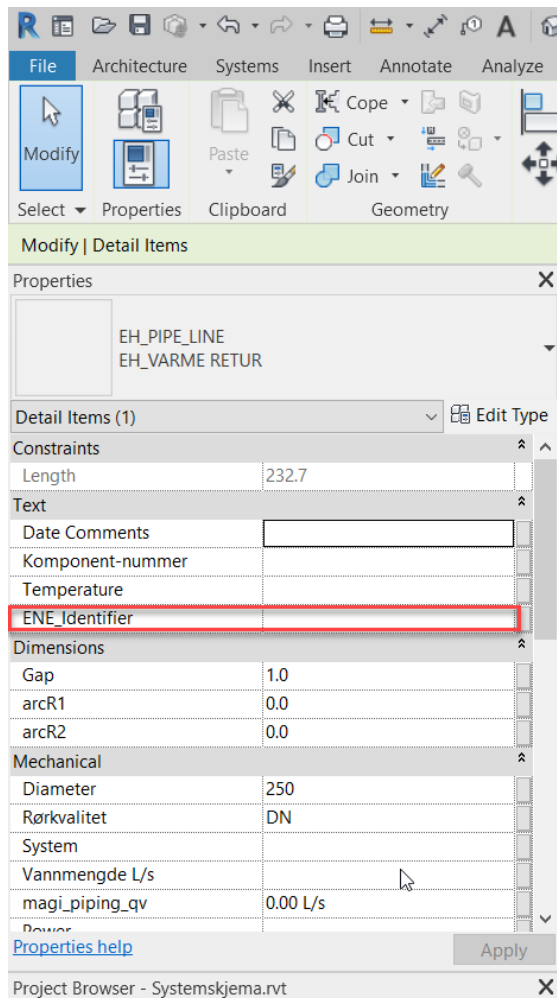 File Architecture Systems Insert Annotate Analyze
Modify
Paste
Cope
Cut
Join
Select Properties Clipboard Geometry
Modify | Detail Items
Properties
EH_PIPE_LINE
EH_VARME RETUR
Detail Items (1) Edit Type
Constraints
Length 232.7
Text
Date Comments
Komponent-nummer
Temperature
ENE_Identifier
Dimensions
Gap 1.0
arcR1 0.0
arcR2 0.0
Mechanical
Diameter 250
Rørkvalitet DN
System
Vannmengde L/s
magi_piping_qv 0.00 L/s
Power
Properties help Apply
Project Browser - Systemskjema.rvt